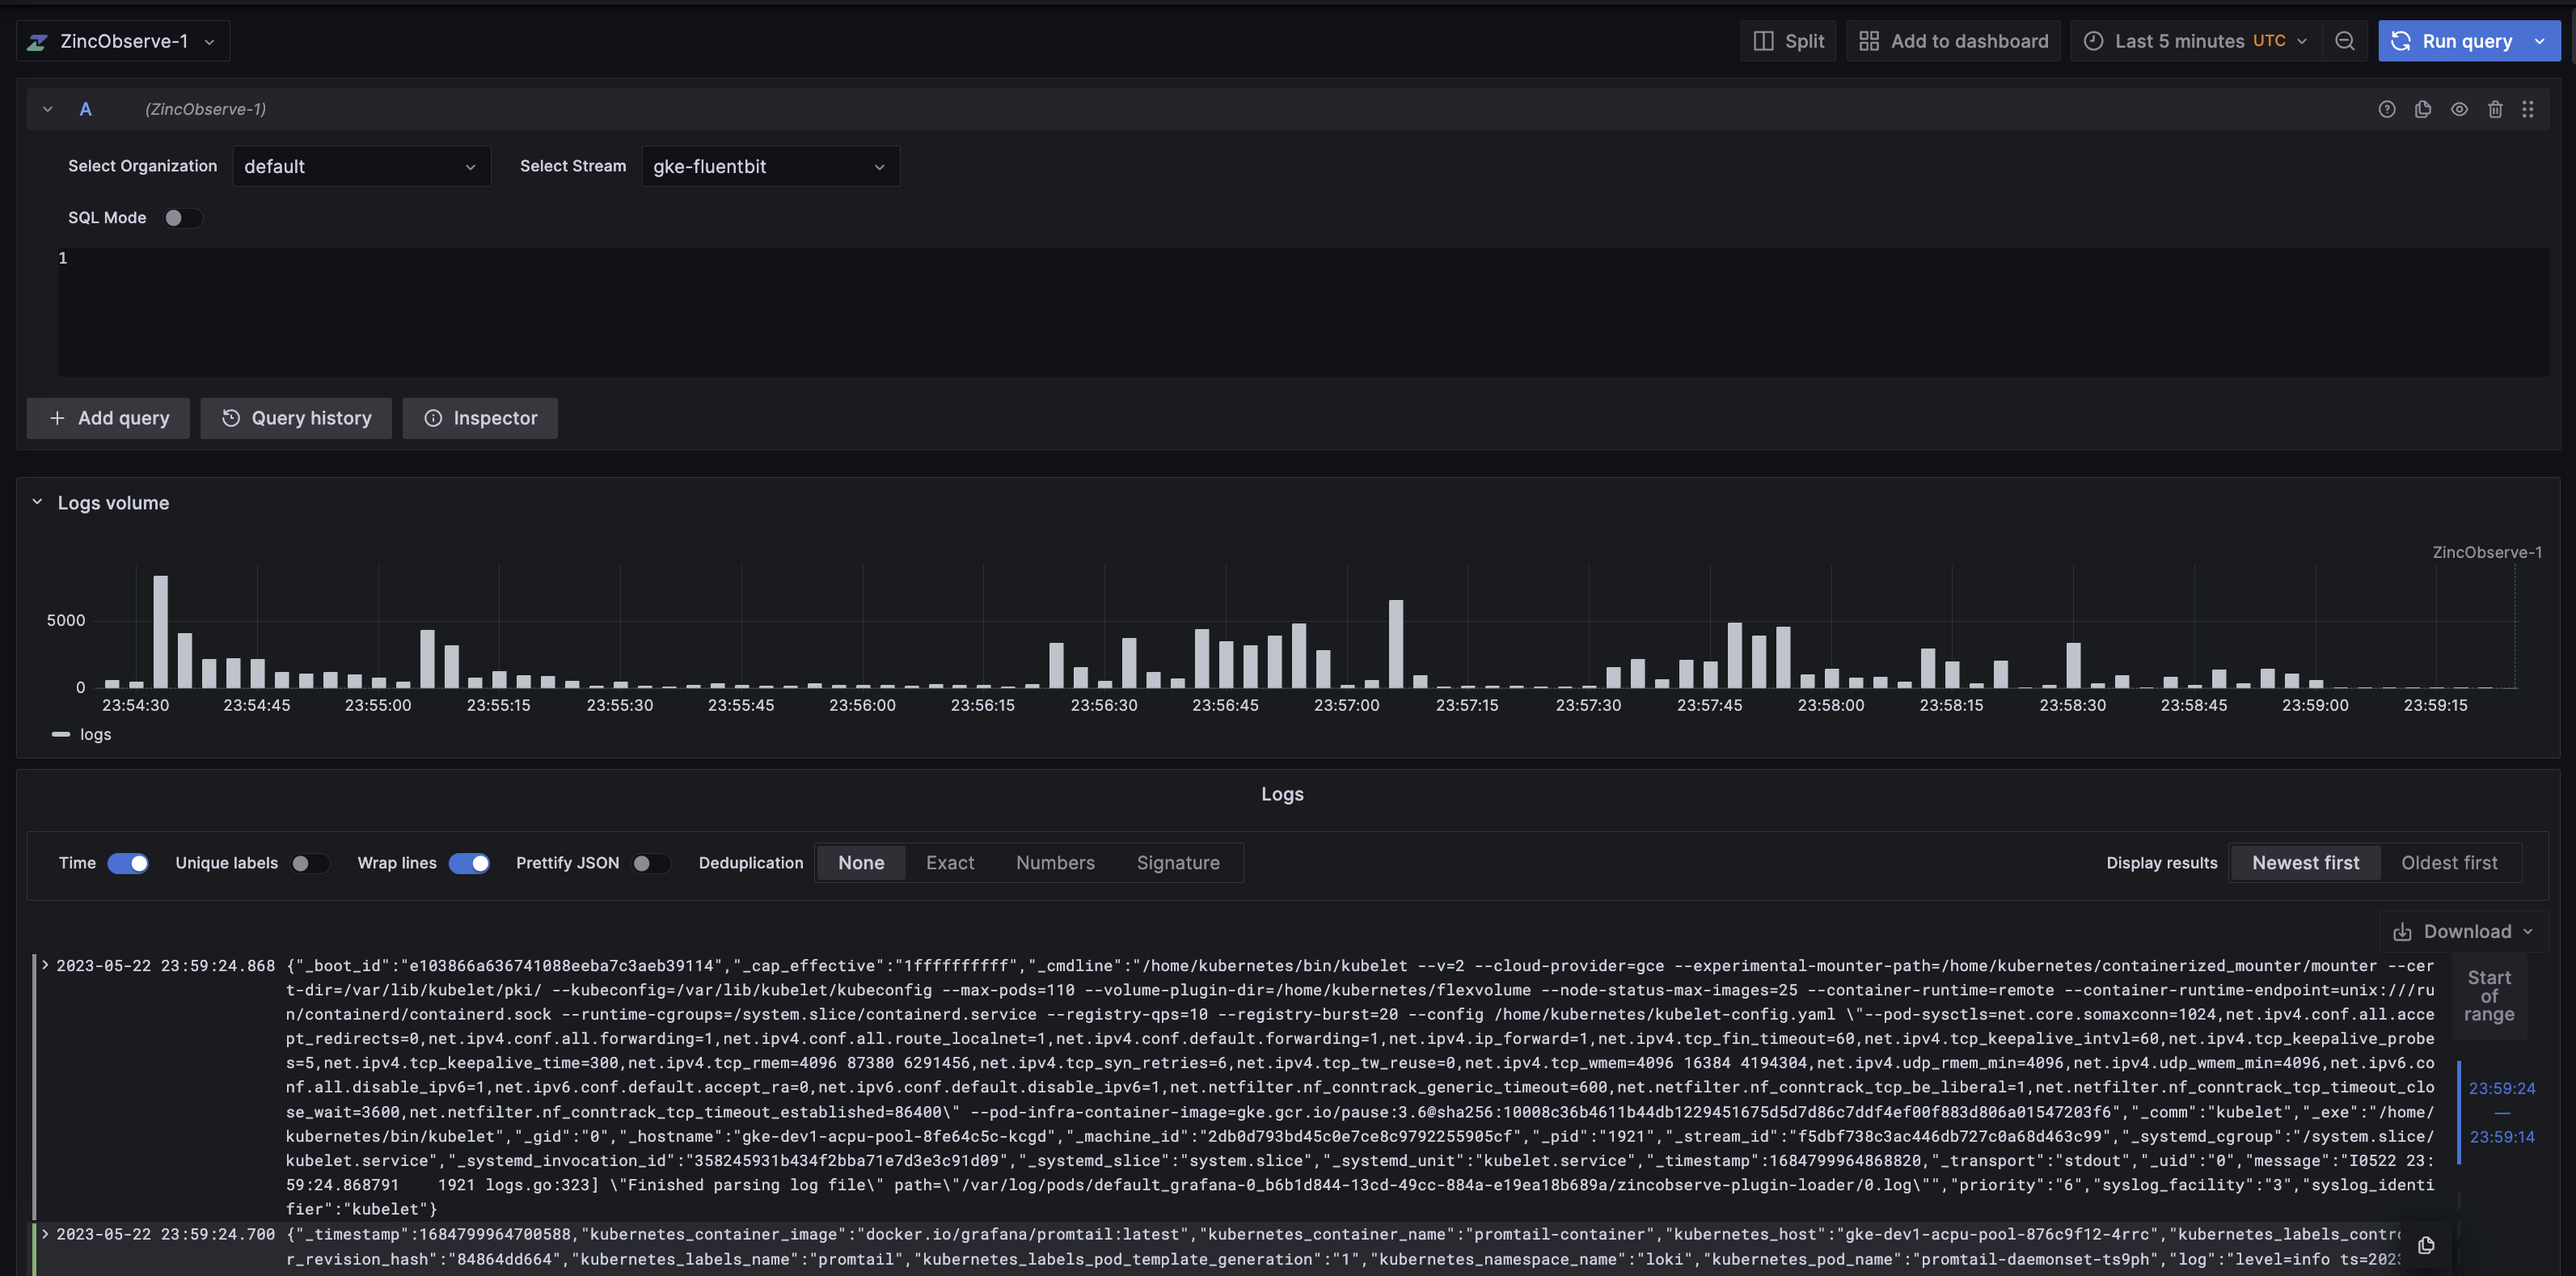 ZincObserve-1
Split
Add to dashboard
Last 5 minutes UTC
Run query
A
(ZincObserve-1)
Select Organization
default
Select Stream
gke-fluentbit
SQL Mode
1
Add query
Query history
Inspector
Logs volume
ZincObserve-1
5000
0
23:54:30
23:54:45
23:55:00
23:55:15
23:55:30
23:55:45
23:56:00
23:56:15
23:56:30
23:56:45
23:57:00
23:57:15
23:57:30
23:57:45
23:58:00
23:58:15
23:58:30
23:58:45
23:59:00
23:59:15
logs
Logs
Time
Unique labels
Wrap lines
Prettify JSON
Deduplication
None
Exact
Numbers
Signature
Display results
Newest first
Oldest first
Download
2023-05-22 23:59:24.868 {"_boot_id":"e103866a636741088eeba7c3aeb39114","_cap_effective":"1ffffffffff","_cmdline":"/home/kubernetes/bin/kubelet --v=2 --cloud-provider=gce --experimental-mounter-path=/home/kubernetes/containerized_mounter/mounter --cer
t-dir=/var/lib/kubelet/pki/ --kubeconfig=/var/lib/kubelet/kubeconfig --max-pods=110 --volume-plugin-dir=/home/kubernetes/flexvolume --node-status-max-images=25 --container-runtime=remote --container-runtime-endpoint=unix:///ru
n/containerd/containerd.sock --runtime-cgroups=/system.slice/containerd.service --registry-qps=10 --registry-burst=20 --config /home/kubernetes/kubelet-config.yaml \"--pod-sysctls=net.core.somaxconn=1024,net.ipv4.conf.all.acce
pt_redirects=0,net.ipv4.conf.all.forwarding=1,net.ipv4.conf.all.route_localnet=1,net.ipv4.conf.default.forwarding=1,net.ipv4.ip_forward=1,net.ipv4.tcp_fin_timeout=60,net.ipv4.tcp_keepalive_intvl=60,net.ipv4.tcp_keepalive_probe
s=5,net.ipv4.tcp_keepalive_time=300,net.ipv4.tcp_rmem=4096 87380 6291456,net.ipv4.tcp_syn_retries=6,net.ipv4.tcp_tw_reuse=0,net.ipv4.tcp_wmem=4096 16384 4194304,net.ipv4.udp_rmem_min=4096,net.ipv4.udp_wmem_min=4096,net.ipv6.co
nf.all.disable_ipv6=1,net.ipv6.conf.default.accept_ra=0,net.ipv6.conf.default.disable_ipv6=1,net.netfilter.nf_conntrack_generic_timeout=600,net.netfilter.nf_conntrack_tcp_be_liberal=1,net.netfilter.nf_conntrack_tcp_timeout_clo
se_wait=3600,net.netfilter.nf_conntrack_tcp_timeout_established=86400\" --pod-infra-container-image=gke.gcr.io/pause:3.6@sha256:10008c36b4611b44db1229451675d5d7d86c7ddf4ef00f883d806a01547203f6","_comm":"kubelet","_exe":"/home/
kubernetes/bin/kubelet","_gid":"0","_hostname":"gke-dev1-acpu-pool-8fe64c5c-kcgd","_machine_id":"2db0d793bd45c0e7ce8c9792255905cf","_pid":"1921","_stream_id":"f5dbf738c3ac446db727c0a68d463c99","_systemd_cgroup":"/system.slice/
kubelet.service","_systemd_invocation_id":"358245931b434f2bba71e7d3e3c91d09","_systemd_slice":"system.slice","_systemd_unit":"kubelet.service","_timestamp":1684799964868820,"_transport":"stdout","_uid":"0","message":"I0522 23:
59:24.868791    1921 logs.go:323] \"Finished parsing log file\" path=\"/var/log/pods/default_grafana-0_b6b1d844-13cd-49cc-884a-e19ea18b689a/zincobserve-plugin-loader/0.log\"","priority":"6","syslog_facility":"3","syslog_identi
fier":"kubelet"}
Start
of
range
23:59:24
—
23:59:14
2023-05-22 23:59:24.700 {"_timestamp":1684799964700588,"kubernetes_container_image":"docker.io/grafana/promtail:latest","kubernetes_container_name":"promtail-container","kubernetes_host":"gke-dev1-acpu-pool-876c9f12-4rrc","kubernetes_labels_contro
r_revision_hash":"84864dd664","kubernetes_labels_name":"promtail","kubernetes_labels_pod_template_generation":"1","kubernetes_namespace_name":"loki","kubernetes_pod_name":"promtail-daemonset-ts9ph","log":"level=info ts=2023